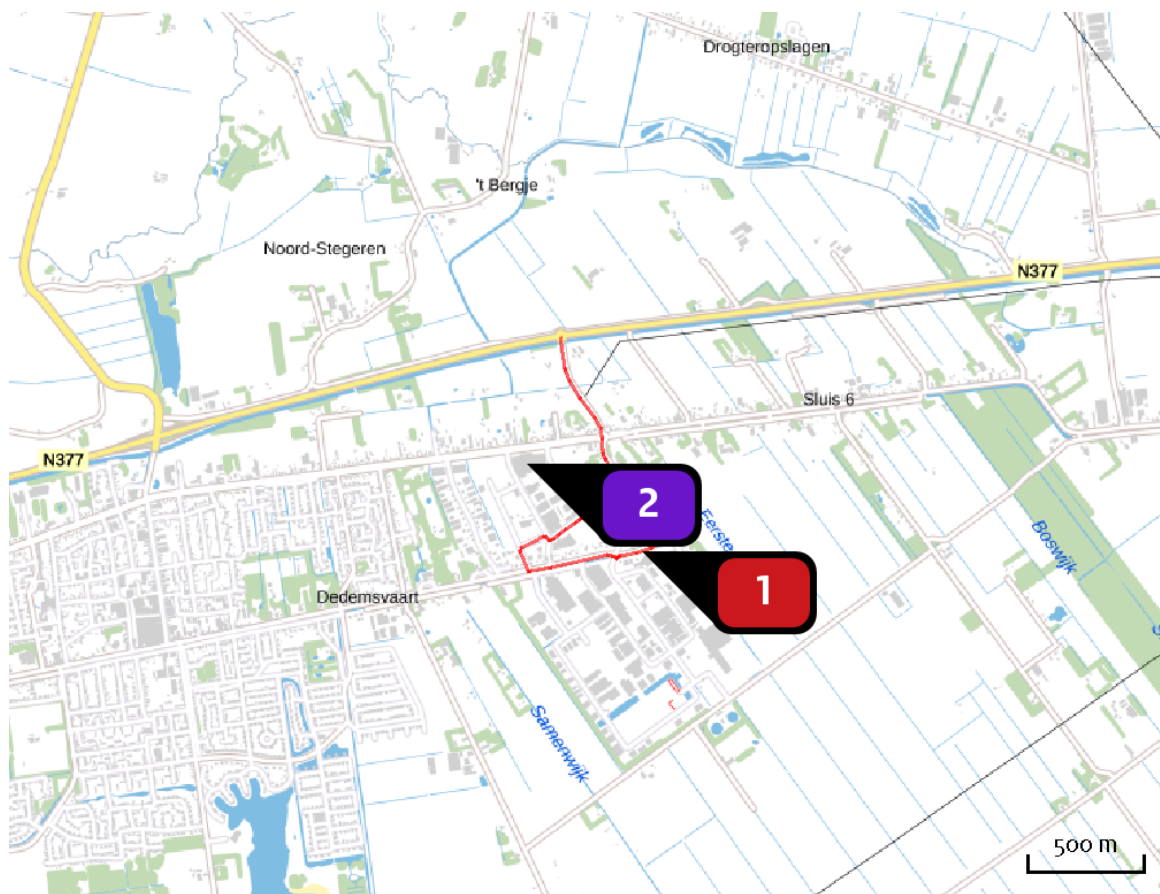 Drogteropslagen
't Bergje
Noord-Stegeren
N377
Sluis 6
N377
2
Eerste
Boswijk
1
Dedemsvaart
Samenwijk
500 m